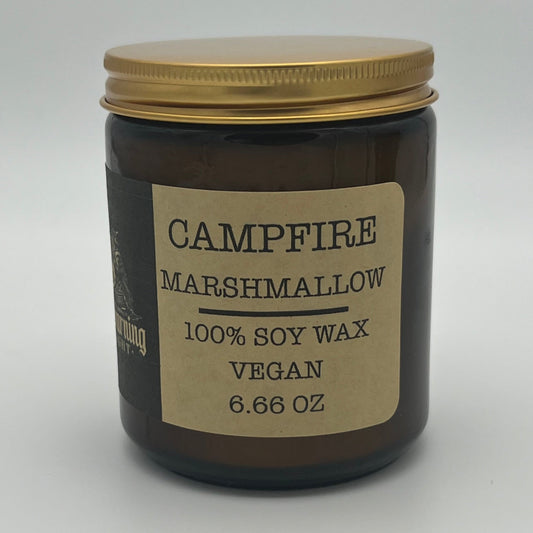 CAMPFIRE
MARSHMALLOW
100% SOY WAX
VEGAN
6.66 OZ